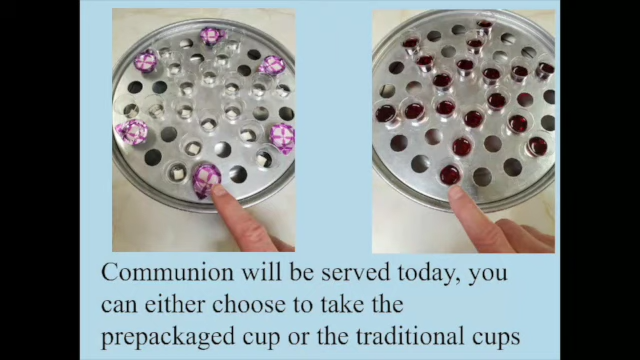 Communion will be served today, you
can either choose to take the
prepackaged cup or the traditional cups